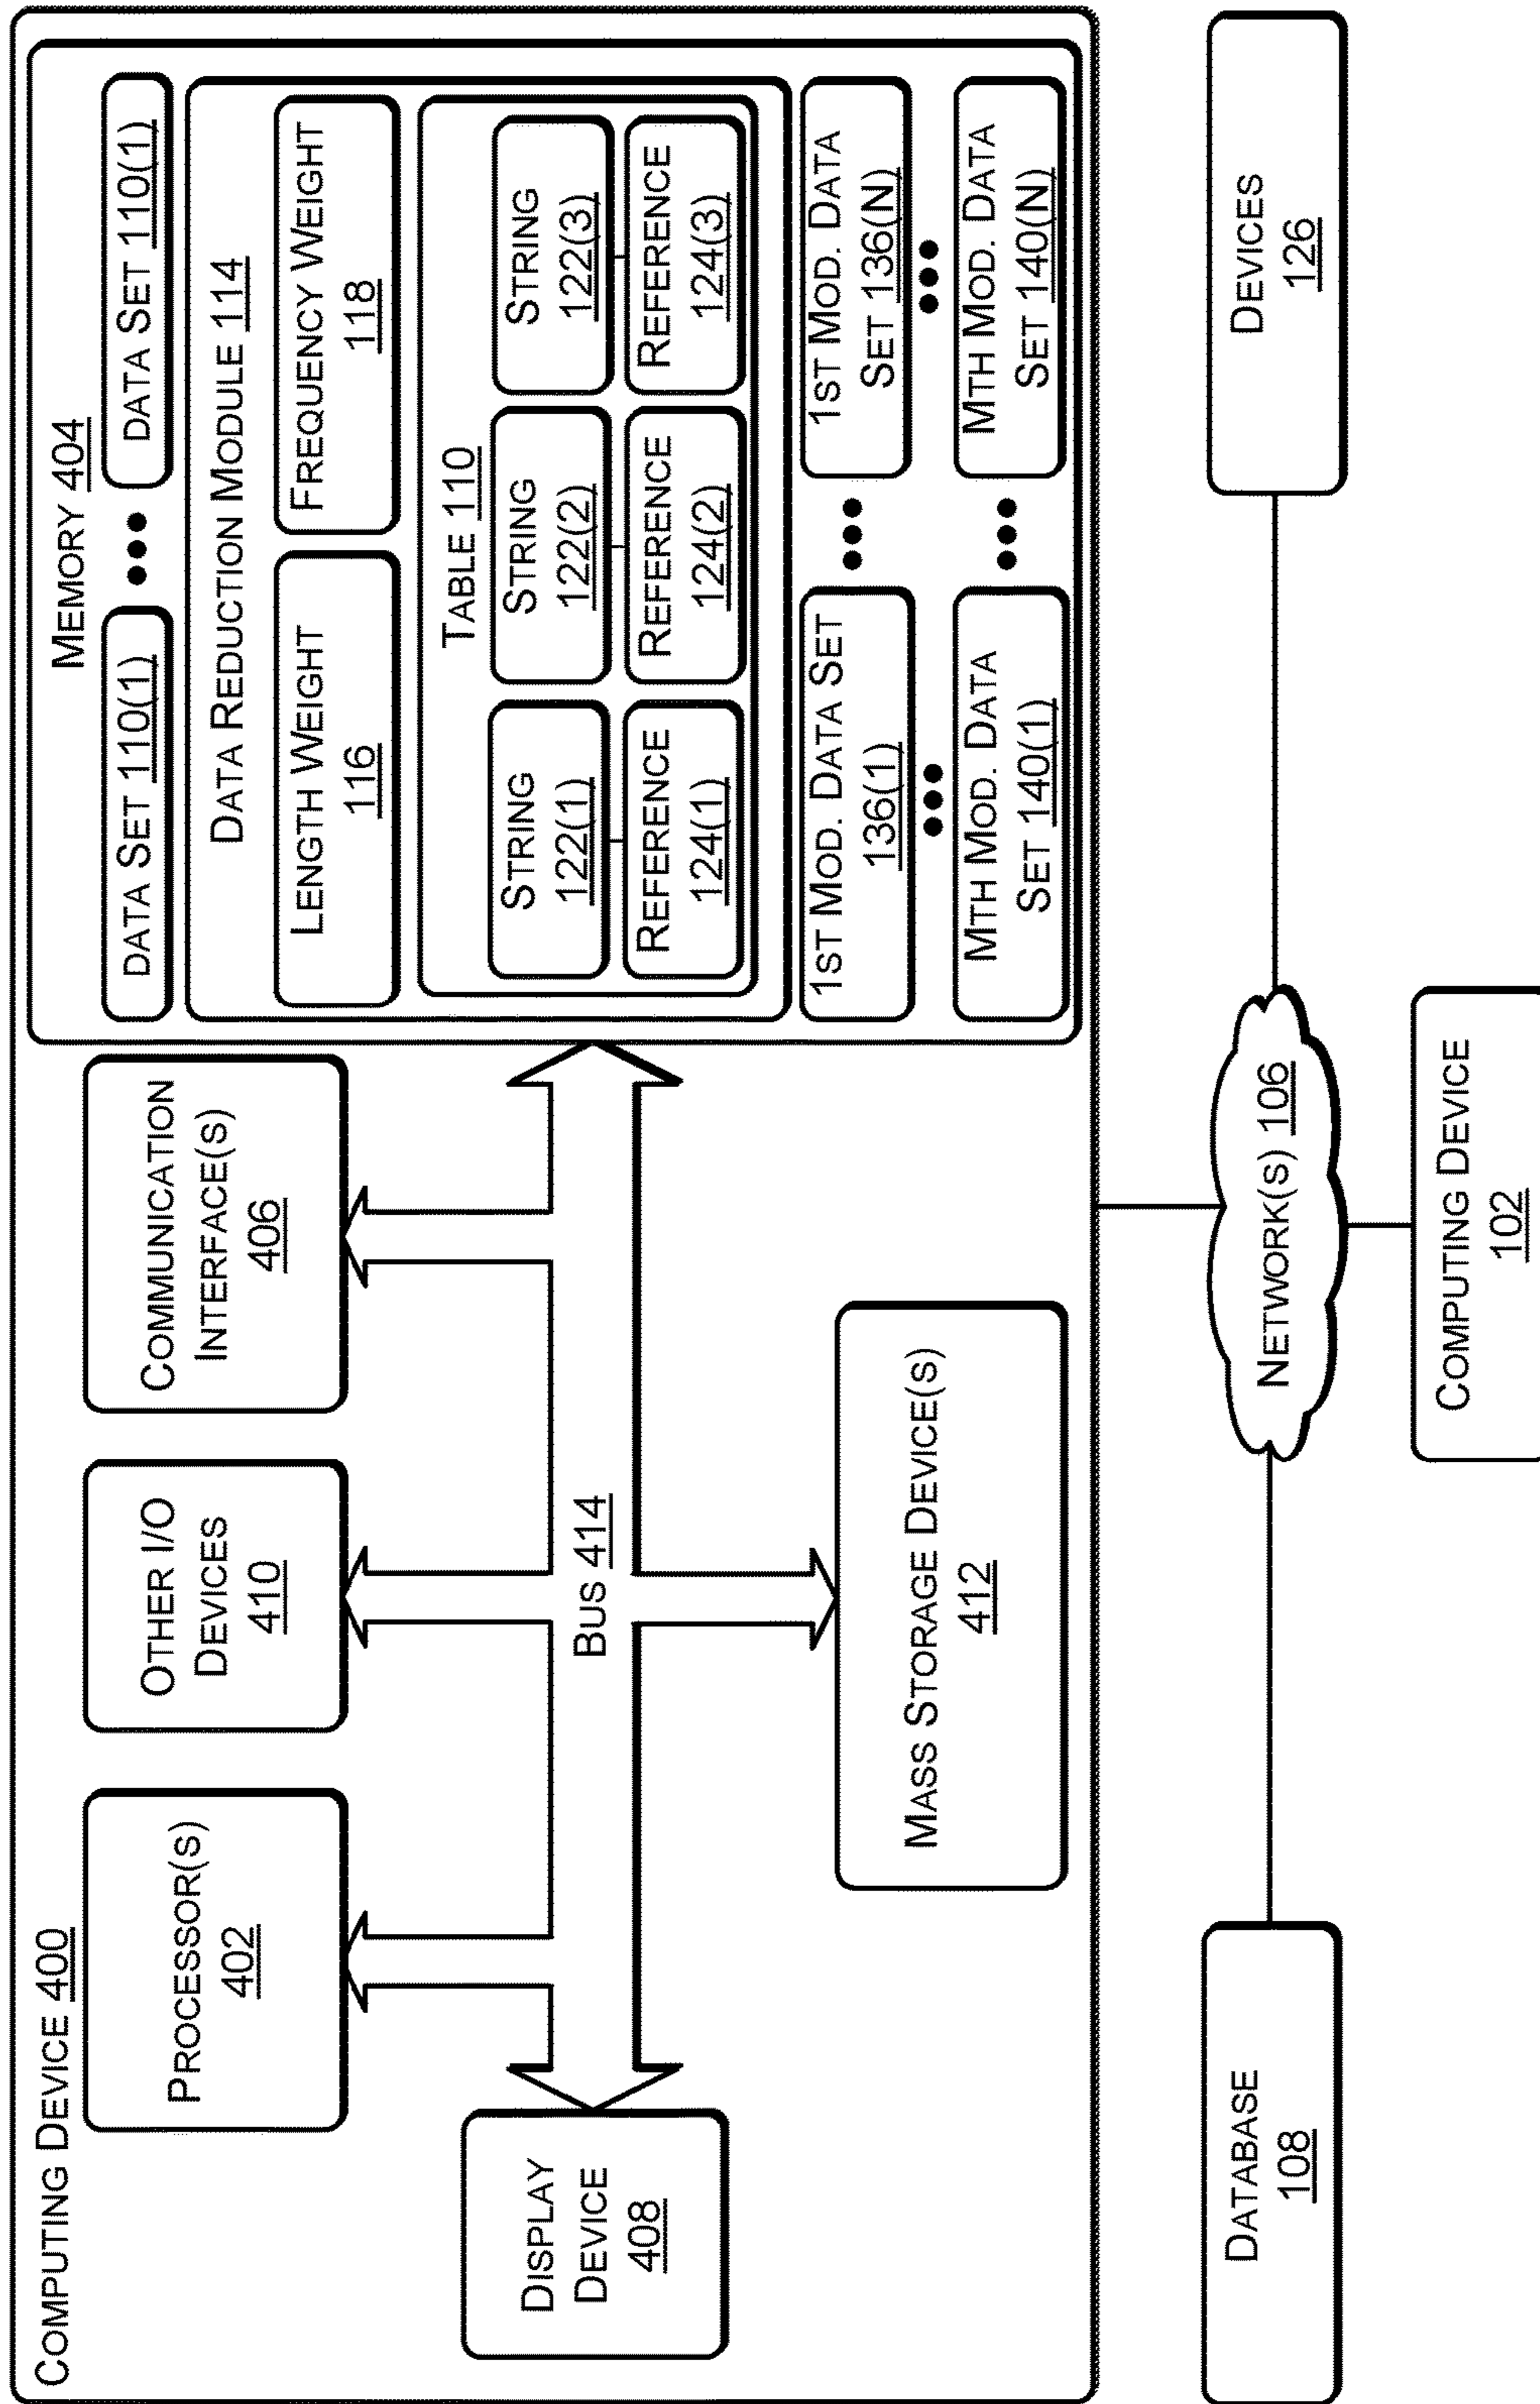 COMPUTING DEVICE 400
PROCESSOR(S)
402
OTHER I/O
DEVICES
410
COMMUNICATION
INTERFACE(S)
406
DISPLAY
DEVICE
408
BUS 414
MASS STORAGE DEVICE(S)
412
MEMORY 404
DATA SET 110(1)
DATA SET 110(1)
DATA REDUCTION MODULE 114
LENGTH WEIGHT
116
FREQUENCY WEIGHT
118
TABLE 110
STRING
122(1)
STRING
122(2)
STRING
122(3)
REFERENCE
124(1)
REFERENCE
124(2)
REFERENCE
124(3)
1ST MOD. DATA SET
136(1)
1ST MOD. DATA
SET 136(N)
MTH MOD. DATA
SET 140(1)
MTH MOD. DATA
SET 140(N)
DATABASE
108
NETWORK(S) 106
DEVICES
126
COMPUTING DEVICE
102